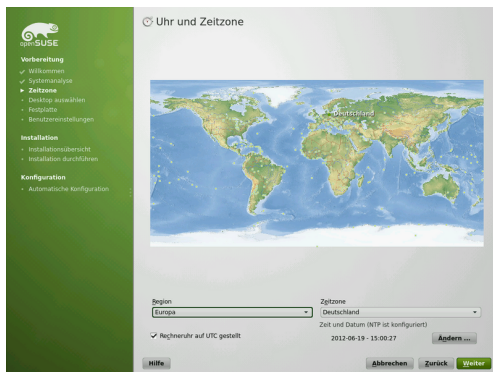 openSUSE
Vorbereitung
Willkommen
Systemanalyse
Zeitzone
Desktop auswählen
Festplatte
Benutzereinstellungen
Installation
Installationsübersicht
Installation durchführen
Konfiguration
Automatische Konfiguration
Uhr und Zeitzone
Deutschland
Region
Europa
Zeitzone
Deutschland
Rechneruhr auf UTC gestellt
Zeit und Datum (NTP ist konfiguriert)
2012-06-19 - 15:00:27
Ändern ...
Hilfe
Abbrechen
Zurück
Weiter